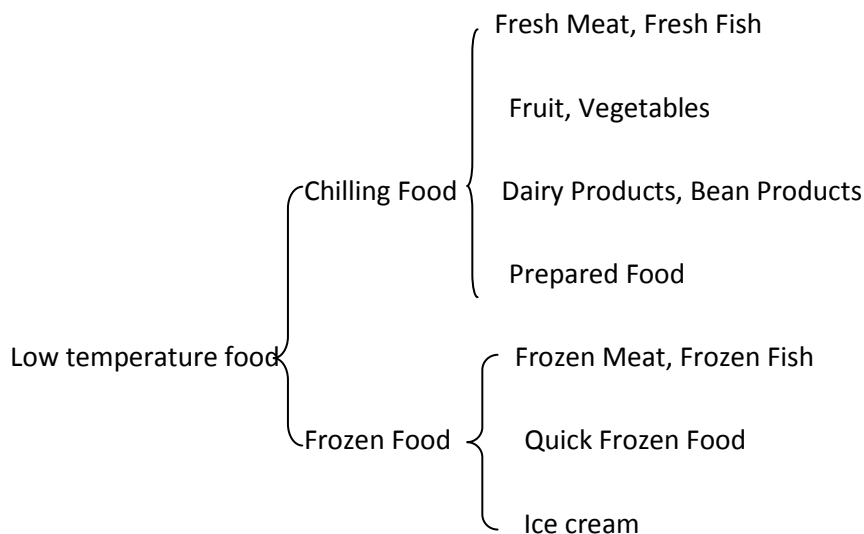 Fresh Meat, Fresh Fish
Fruit, Vegetables
Chilling Food
Dairy Products, Bean Products
Prepared Food
Low temperature food
Frozen Meat, Frozen Fish
Frozen Food
Quick Frozen Food
Ice cream